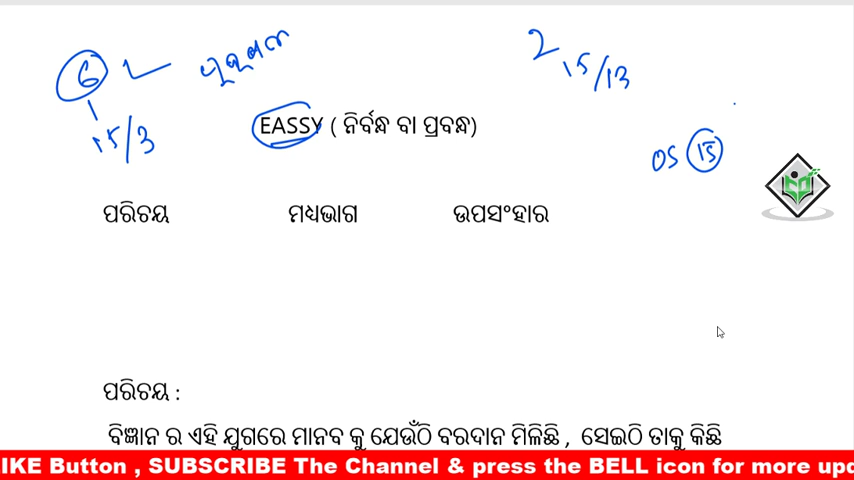 6
2
15/13
15/3
EASSY ( ନିର୍ବନ୍ଧ ବା ପ୍ରବନ୍ଧ)
05 15
ପରିଚୟ ମଧ୍ୟଭାଗ ଉପସଂହାର
ପରିଚୟ :
ବିଜ୍ଞାନ ର ଏହି ଯୁଗରେ ମାନବ କୁ ଯେଉଁଠି ବରଦାନ ମିଳିଛି , ସେଇଠି ତାକୁ କିଛି
IKE Button , SUBSCRIBE The Channel & press the BELL icon for more upd